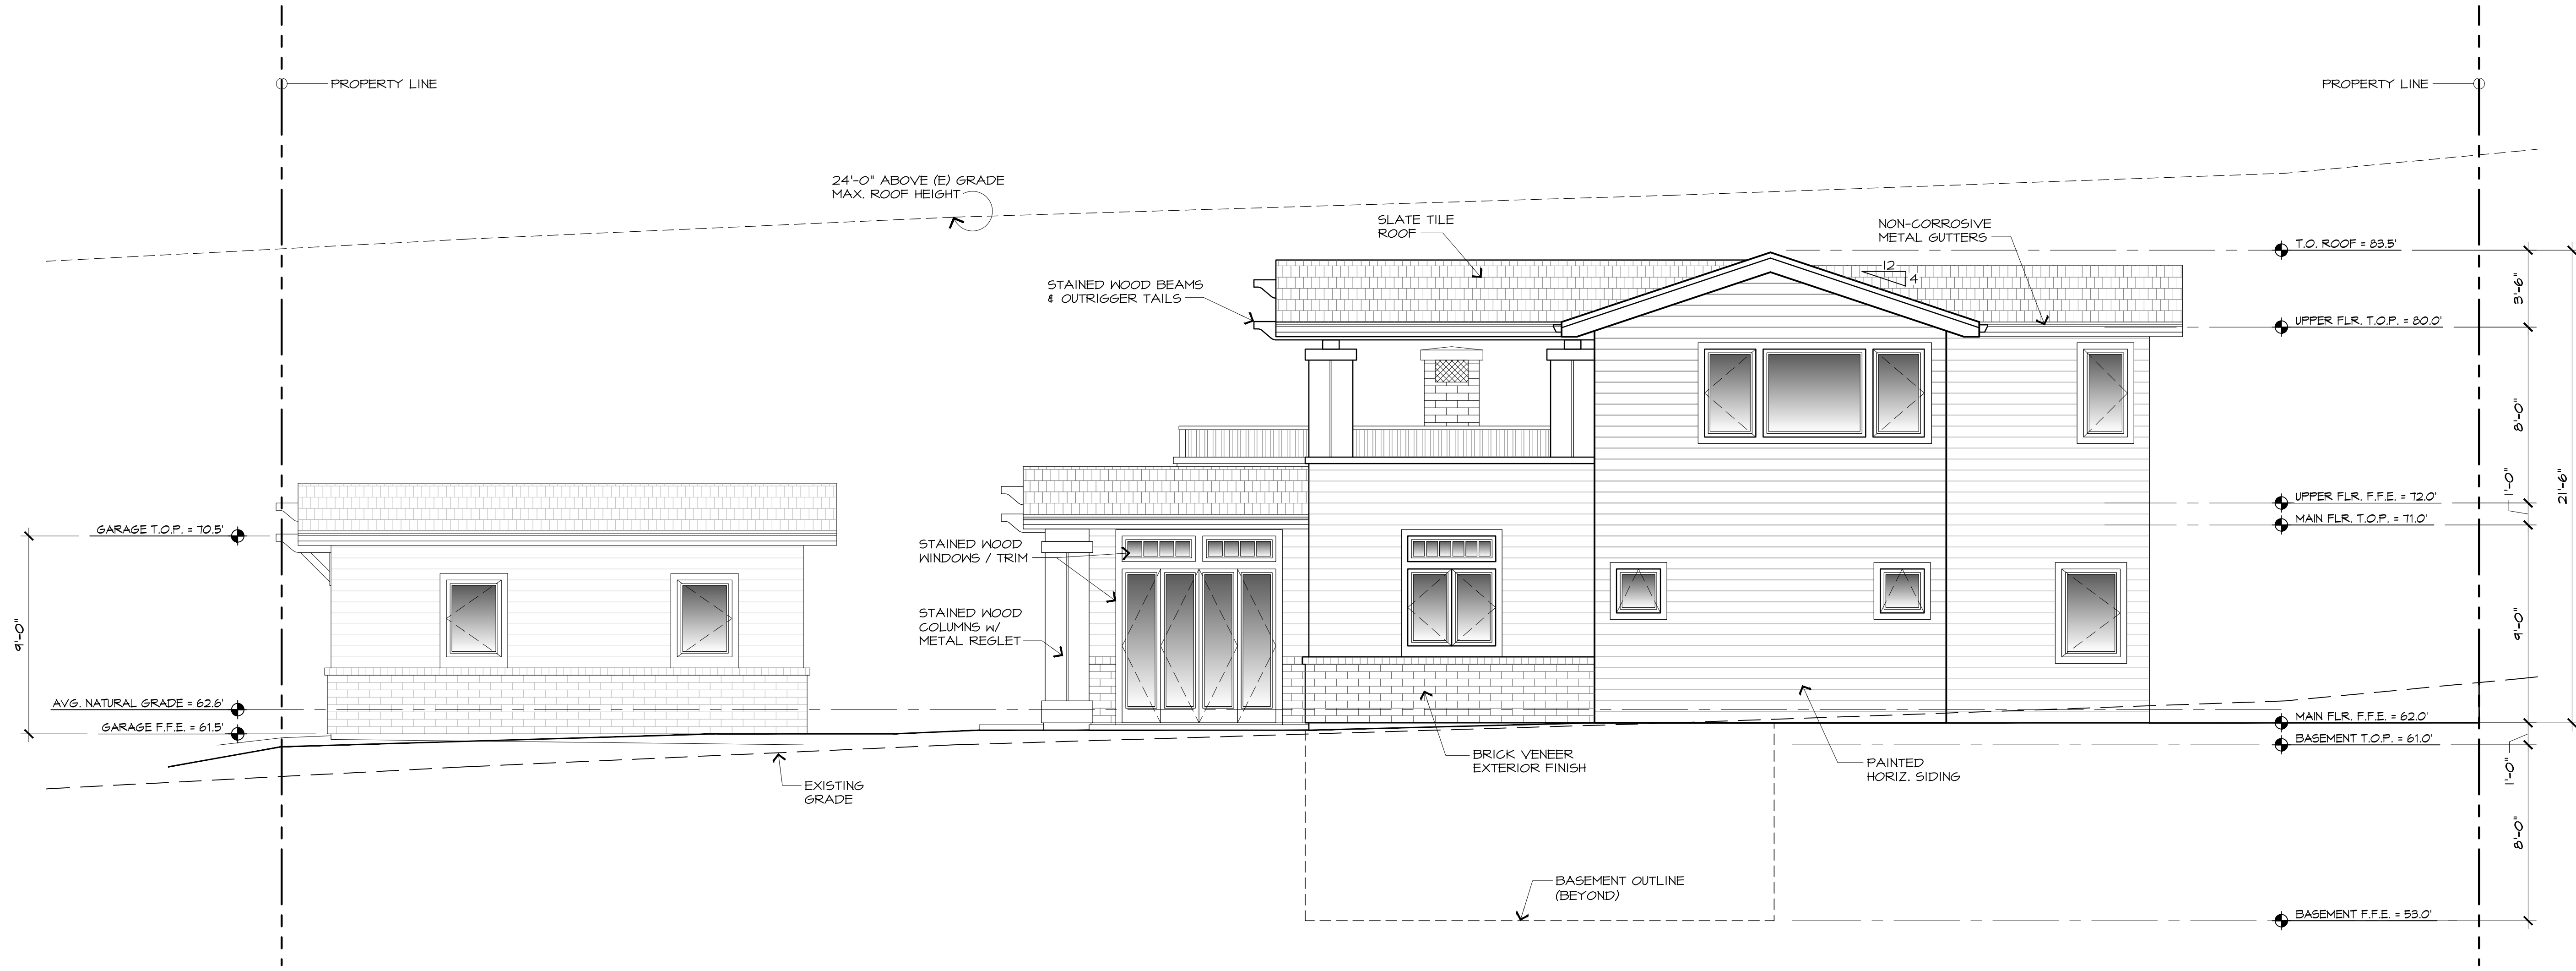 PROPERTY LINE
PROPERTY LINE
24'-0" ABOVE (E) GRADE
MAX. ROOF HEIGHT
SLATE TILE
ROOF
NON-CORROSIVE
METAL GUTTERS
T.O. ROOF = 83.5'
12
4
STAINED WOOD BEAMS
& OUTRIGGER TAILS
3'-6"
UPPER FLR. T.O.P. = 80.0'
8'-0"
21'-6"
1'-0"
UPPER FLR. F.F.E. = 72.0'
MAIN FLR. T.O.P. = 71.0'
GARAGE T.O.P. = 70.5'
STAINED WOOD
WINDOWS / TRIM
STAINED WOOD
COLUMNS W/
METAL REGLET
9'-0"
9'-0"
AVG. NATURAL GRADE = 62.6'
GARAGE F.F.E. = 61.5'
MAIN FLR. F.F.E. = 62.0'
BASEMENT T.O.P. = 61.0'
1'-0"
BRICK VENEER
EXTERIOR FINISH
PAINTED
HORIZ. SIDING
EXISTING
GRADE
8'-0"
BASEMENT OUTLINE
(BEYOND)
BASEMENT F.F.E. = 53.0'